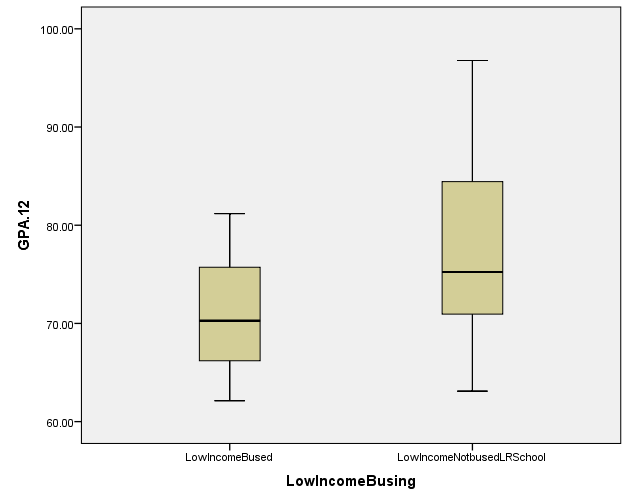 100.00
90.00
80.00
70.00
60.00
GPA.12
LowIncomeBused
LowIncomeNotbusedLRSchool
LowIncomeBusing